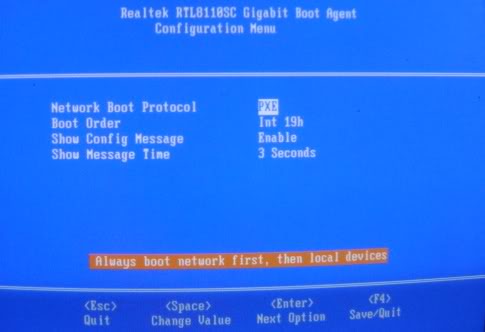 Realtek RTL8110SC Gigabit Boot Agent
Configuration Menu
Network Boot Protocol PXE
Boot Order Int 19h
Show Config Message Enable
Show Message Time 3 Seconds
Always boot network first, then local devices
<Esc> <Space> <Enter> <F4>
Quit Change Value Next Option Save/Quit